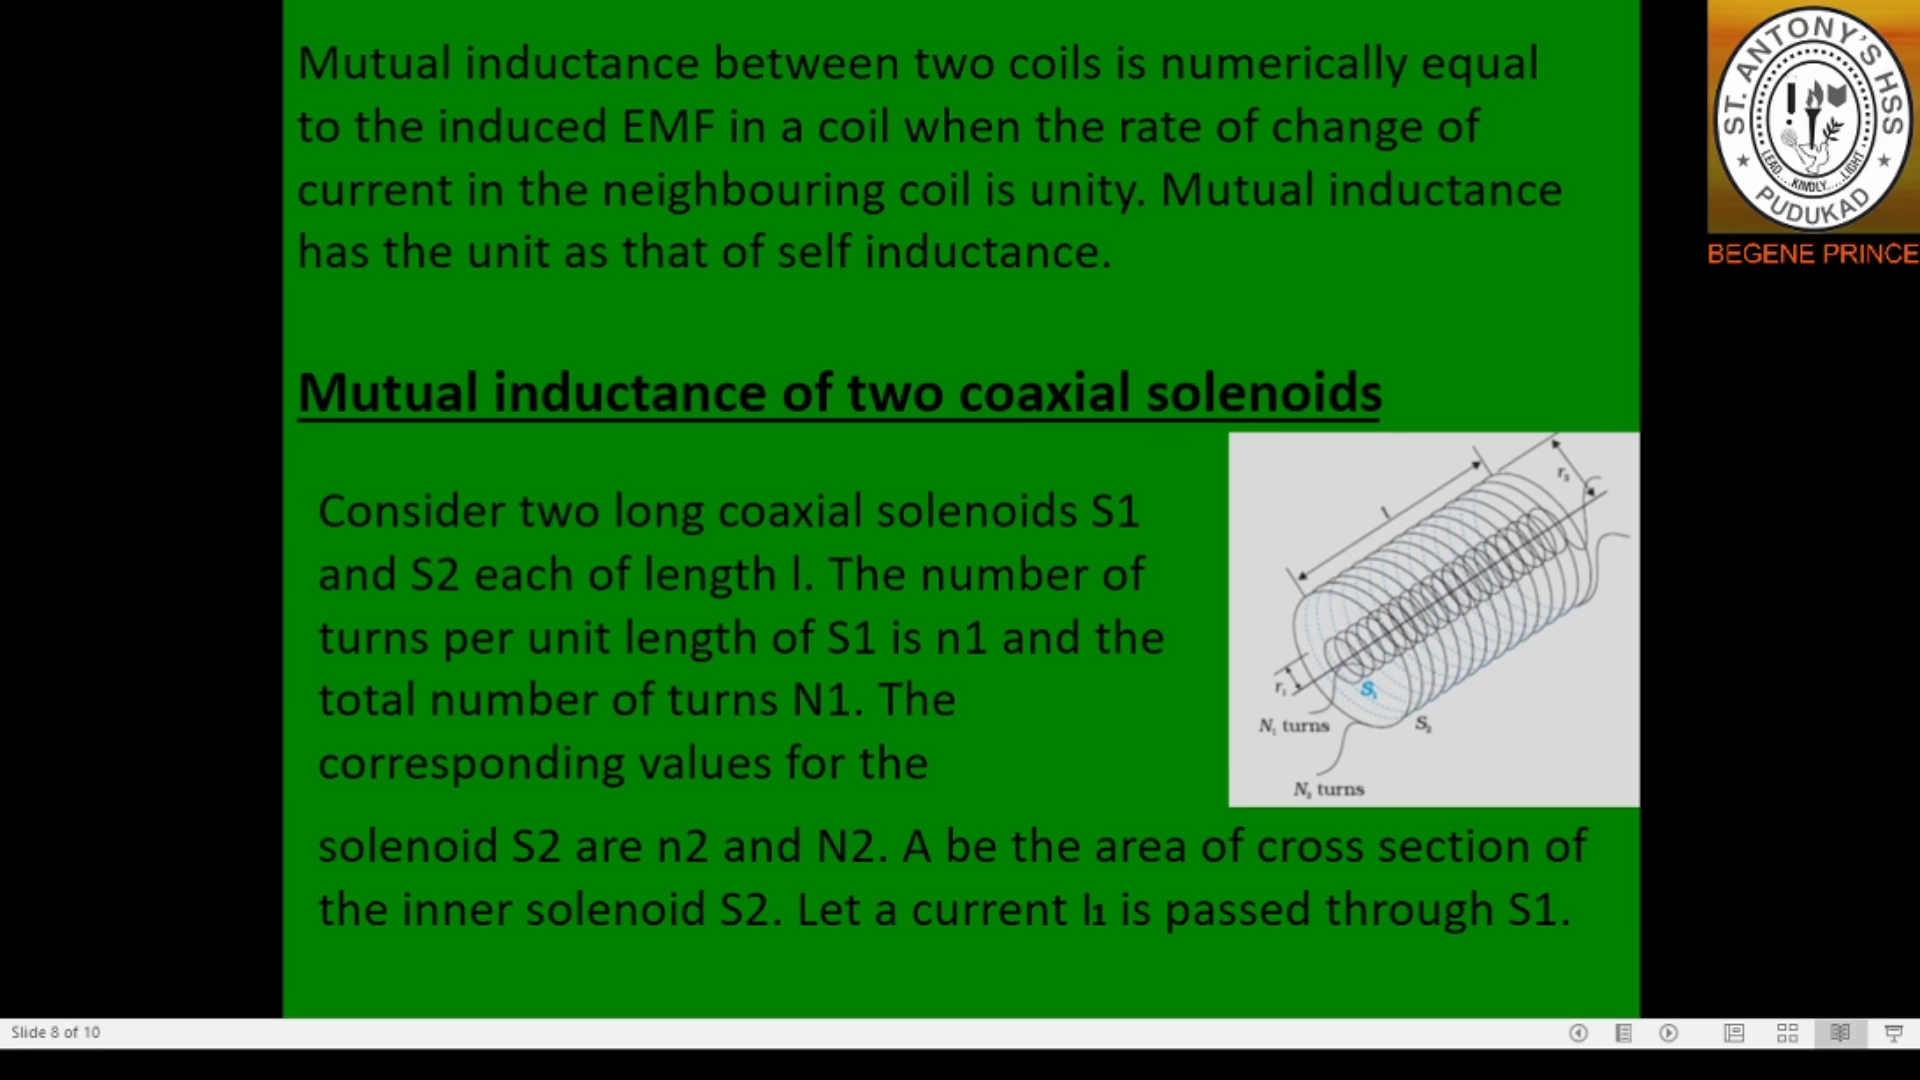 Mutual inductance between two coils is numerically equal
to the induced EMF in a coil when the rate of change of
current in the neighbouring coil is unity. Mutual inductance
has the unit as that of self inductance.
Mutual inductance of two coaxial solenoids
Consider two long coaxial solenoids S1
and S2 each of length l. The number of
turns per unit length of S1 is n1 and the
total number of turns N1. The
corresponding values for the
solenoid S2 are n2 and N2. A be the area of cross section of
the inner solenoid S2. Let a current I₁ is passed through S1.
l
r₂
r₁
S₁
S₂
N₁ turns
N₂ turns
ST. ANTONY'S HSS
LEAD....KINDLY.....LIGHT
PUDUKAD
BEGENE PRINCE
Slide 8 of 10